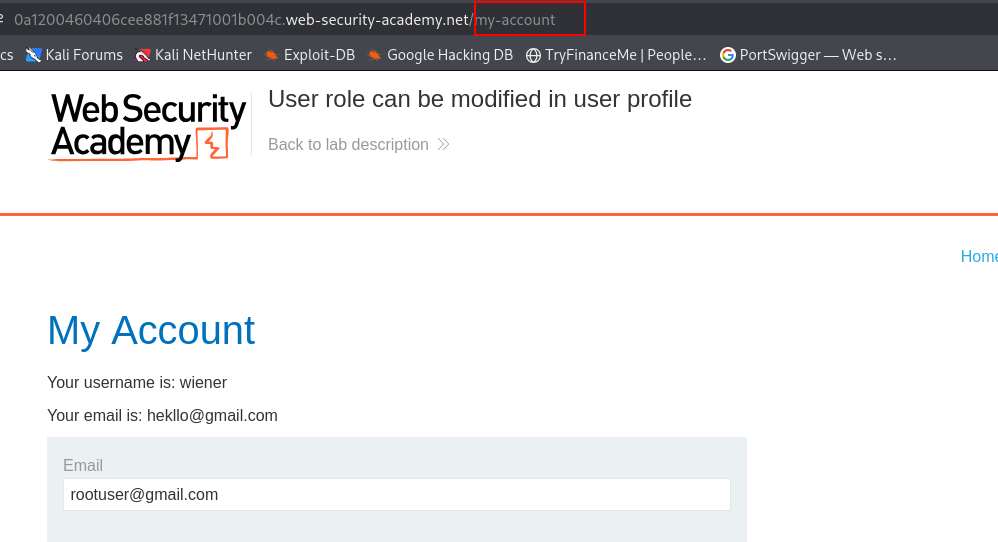 0a1200460406cee881f13471001b004c.web-security-academy.net/my-account
cs Kali Forums Kali NetHunter Exploit-DB Google Hacking DB TryFinanceMe | People... PortSwigger — Web s...
Web Security
Academy
User role can be modified in user profile
Back to lab description
Home
My Account
Your username is: wiener
Your email is: hekllo@gmail.com
Email
rootuser@gmail.com